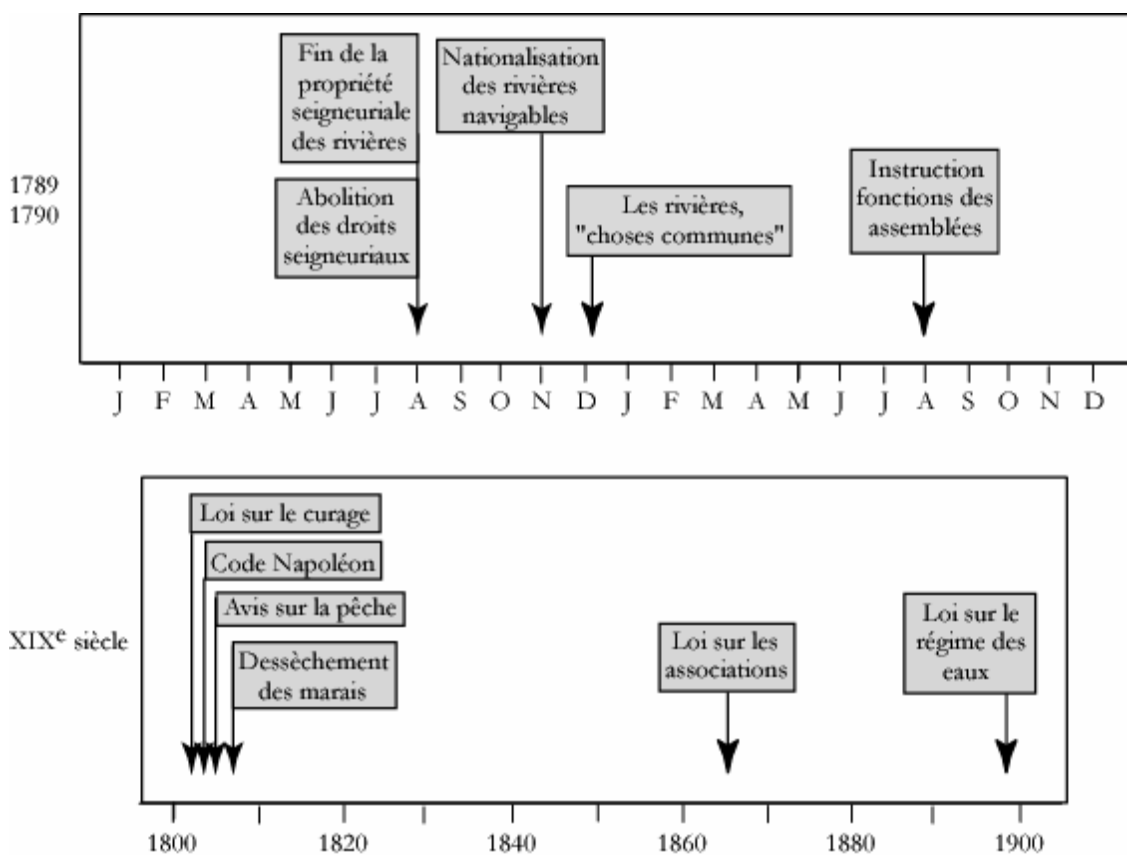 Fin de la
propriété
seigneuriale
des rivières
Nationalisation
des rivières
navigables
1789
1790
Abolition
des droits
seigneuriaux
Les rivières,
"choses communes"
Instruction
fonctions des
assemblées
J F M A M J J A S O N D J F M A M J J A S O N D
Loi sur le curage
Code Napoléon
Avis sur la pêche
Dessèchement
des marais
XIXe siècle
Loi sur les
associations
Loi sur le
régime des
eaux
1800 1820 1840 1860 1880 1900